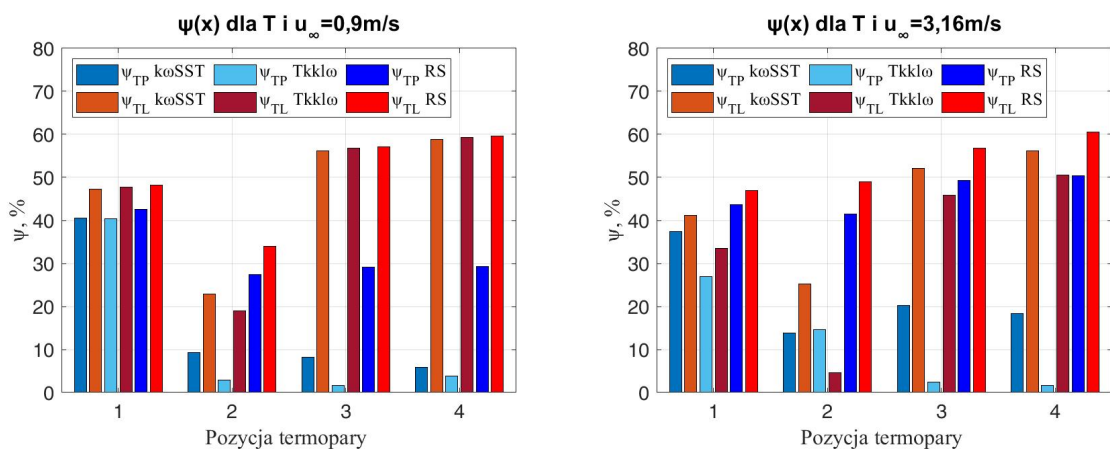 ψ(x) dla T i u∞=0,9m/s
80
70
60
50
40
30
20
10
0
ψ, %
ψTP kωSST ψTP Tkklω ψTP RS
ψTL kωSST ψTL Tkklω ψTL RS
1 2 3 4
Pozycja termopary
ψ(x) dla T i u∞=3,16m/s
80
70
60
50
40
30
20
10
0
ψ, %
ψTP kωSST ψTP Tkklω ψTP RS
ψTL kωSST ψTL Tkklω ψTL RS
1 2 3 4
Pozycja termopary